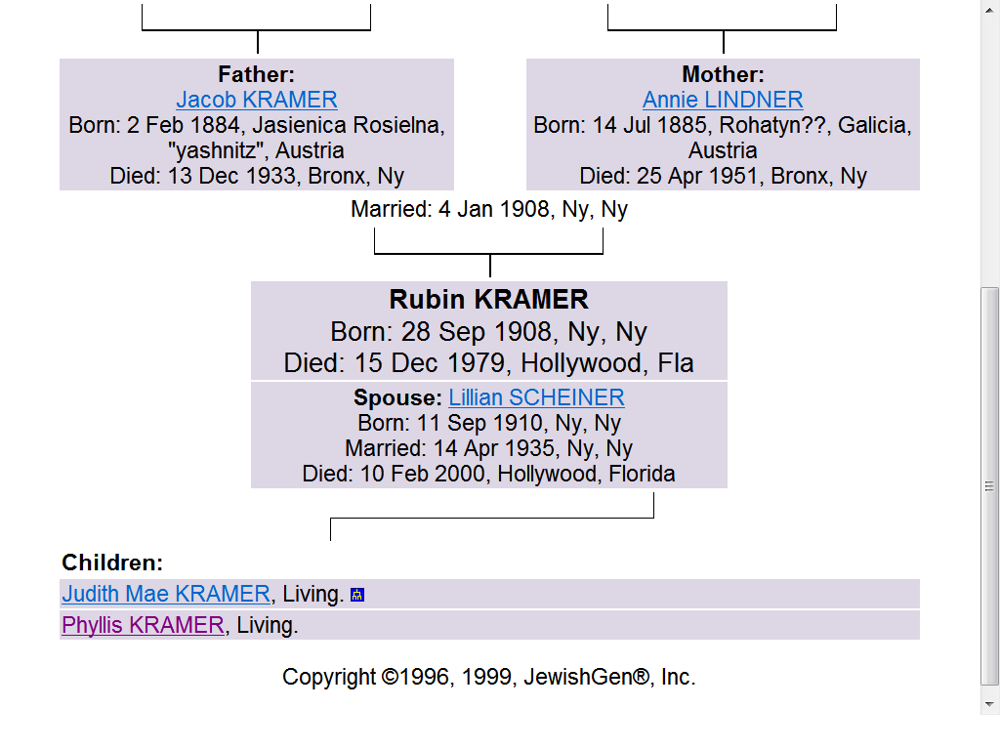 Father:
Jacob KRAMER
Born: 2 Feb 1884, Jasienica Rosielna,
"yashnitz", Austria
Died: 13 Dec 1933, Bronx, Ny
Mother:
Annie LINDNER
Born: 14 Jul 1885, Rohatyn??, Galicia,
Austria
Died: 25 Apr 1951, Bronx, Ny
Married: 4 Jan 1908, Ny, Ny
Rubin KRAMER
Born: 28 Sep 1908, Ny, Ny
Died: 15 Dec 1979, Hollywood, Fla
Spouse: Lillian SCHEINER
Born: 11 Sep 1910, Ny, Ny
Married: 14 Apr 1935, Ny, Ny
Died: 10 Feb 2000, Hollywood, Florida
Children:
Judith Mae KRAMER, Living.
Phyllis KRAMER, Living.
Copyright ©1996, 1999, JewishGen®, Inc.